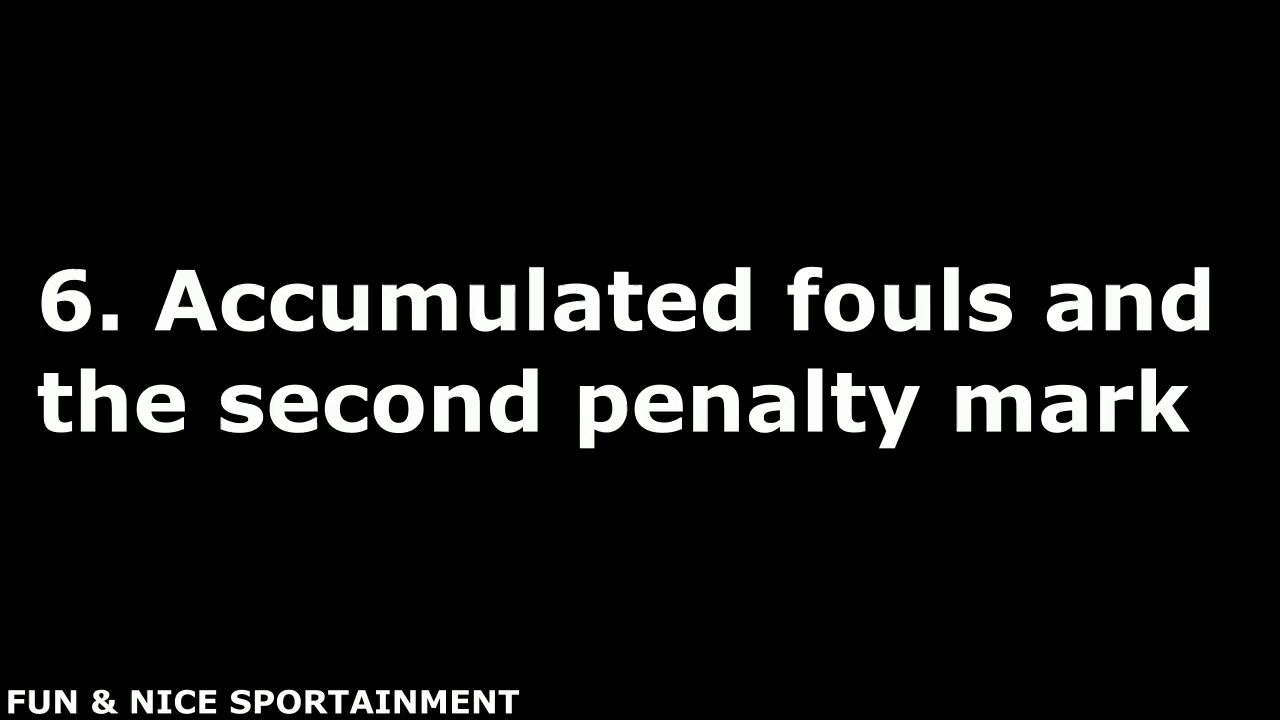 6. Accumulated fouls and
the second penalty mark
FUN & NICE SPORTAINMENT